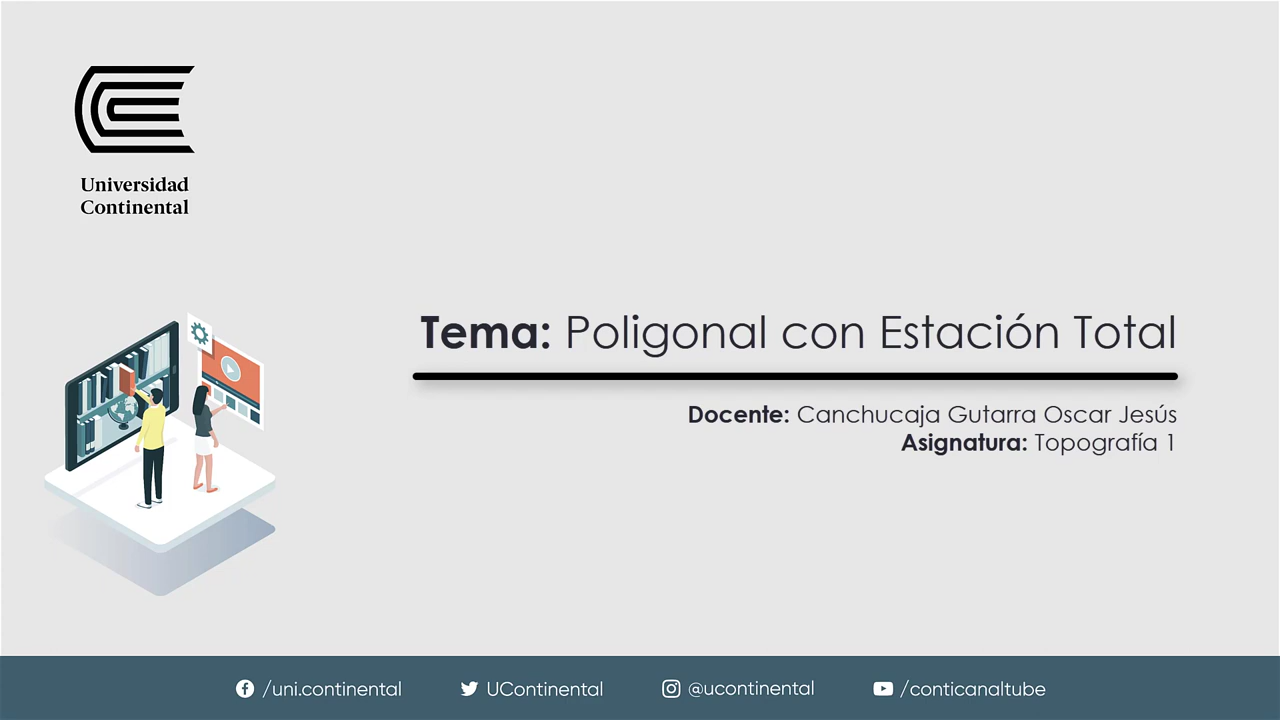 Universidad
Continental
Tema: Poligonal con Estación Total
Docente: Canchucaja Gutarra Oscar Jesús
Asignatura: Topografía 1
/uni.continental
UContinental
@ucontinental
/conticanaltube